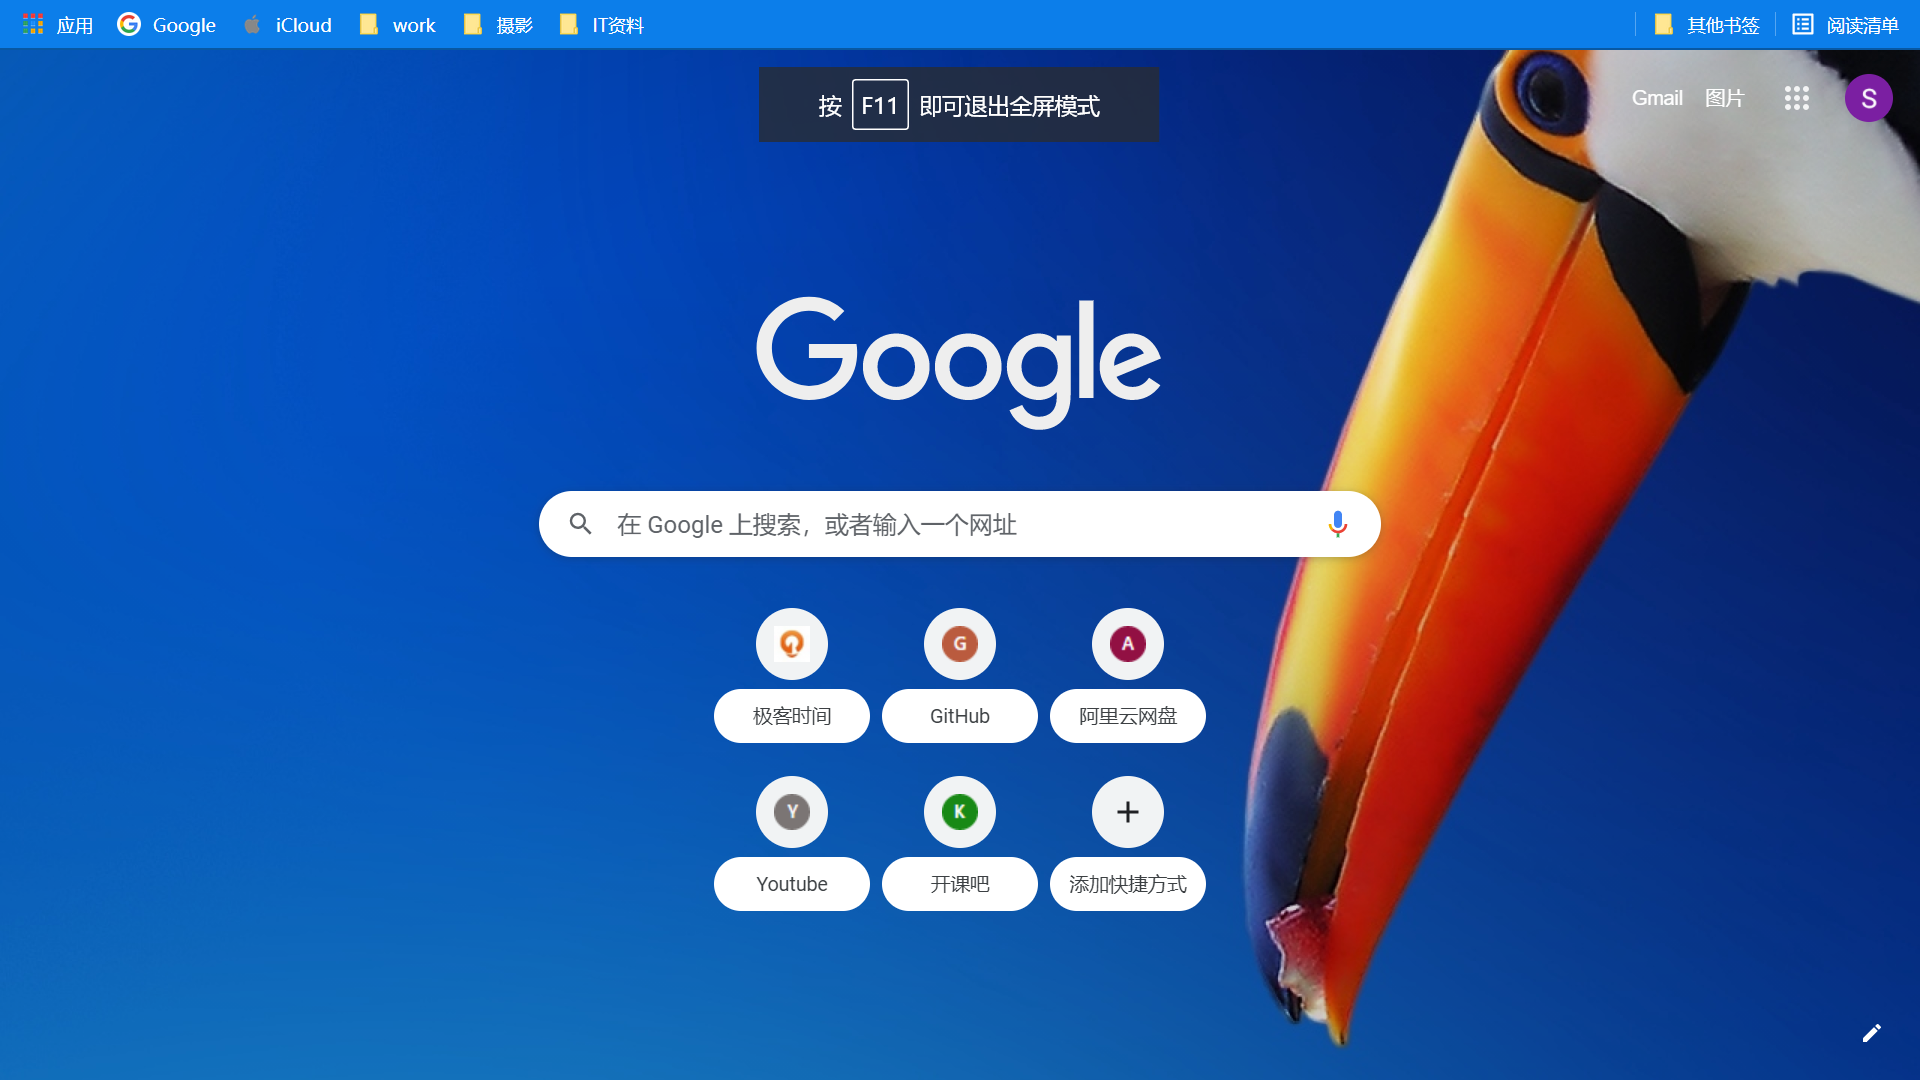 应用 Google iCloud work 摄影 IT资料 其他书签 阅读清单
按 F11 即可退出全屏模式
Gmail 图片 S
Google
在 Google 上搜索，或者输入一个网址
G A
极客时间 GitHub 阿里云网盘
Y K
Youtube 开课吧 添加快捷方式